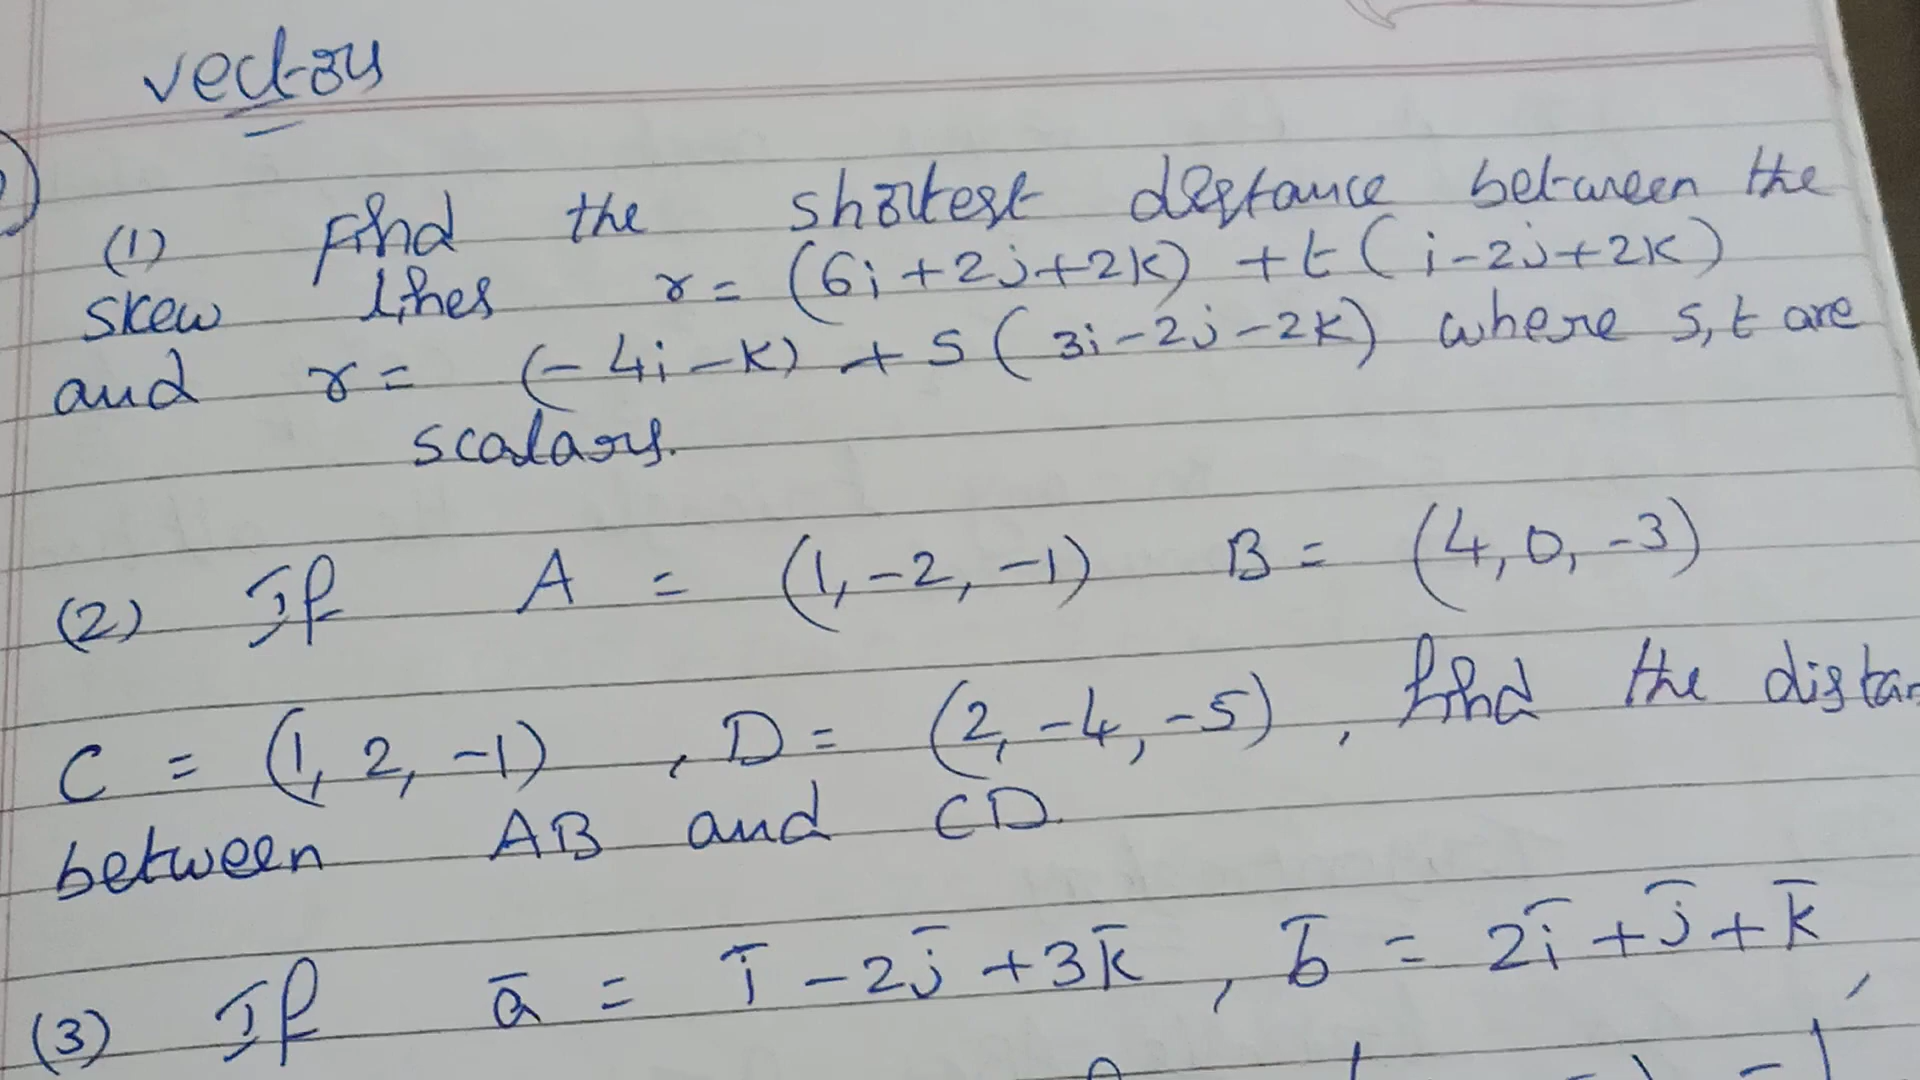 vectors
(1) Find the shortest distance between the
skew lines r = (6i+2j+2k) + t(i-2j+2k)
and r = (-4i-k) + s(3i-2j-2k) where s,t are
scalars.
(2) If A = (1,-2,-1) B = (4,0,-3)
C = (1,2,-1) , D = (2,-4,-5) , find the distan
between AB and CD.
(3) If a̅ = i̅ - 2j̅ + 3k̅ , b̅ = 2i̅ + j̅ + k̅ ,